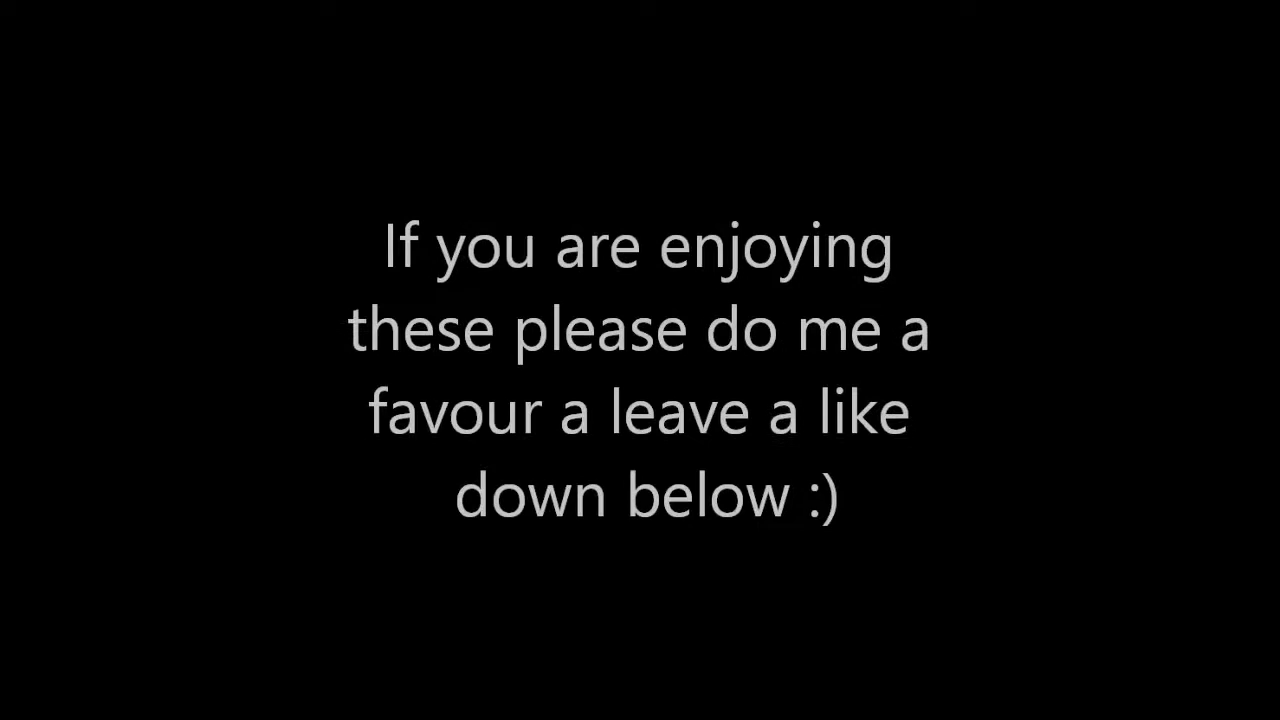 If you are enjoying
these please do me a
favour a leave a like
down below :)